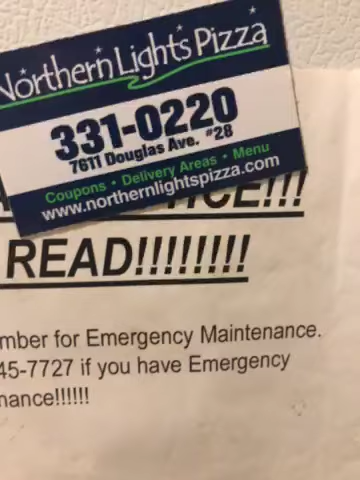 Northern Lights Pizza
331-0220
7611 Douglas Ave. #28
Coupons • Delivery Areas • Menu
www.northernlightspizza.com
ICE!!!
READ!!!!!!!!
mber for Emergency Maintenance.
45-7727 if you have Emergency
nance!!!!!!